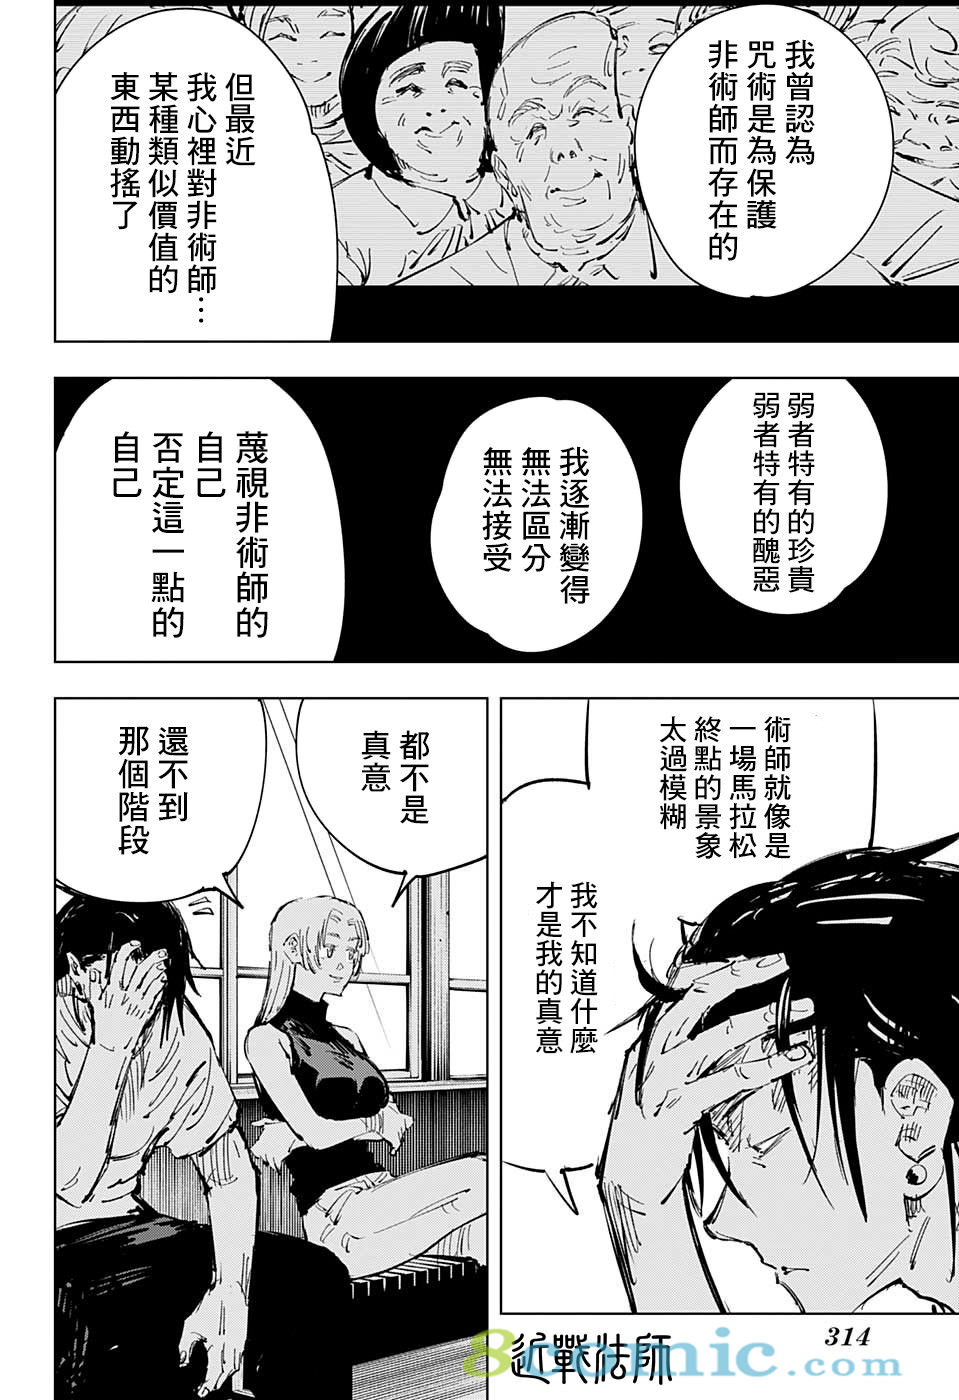 我曾認為
咒術是為保護
非術師而存在的
但最近
我心裡對非術師…
某種類似價值的
東西動搖了
弱者特有的珍貴
弱者特有的醜惡
我逐漸變得
無法區分
無法接受
蔑視非術師的
自己
否定這一點的
自己
術師就像是
一場馬拉松
終點的景象
太過模糊
我不知道什麼
才是我的真意
都不是
真意
還不到
那個階段
314
近戰法師
8comic.com